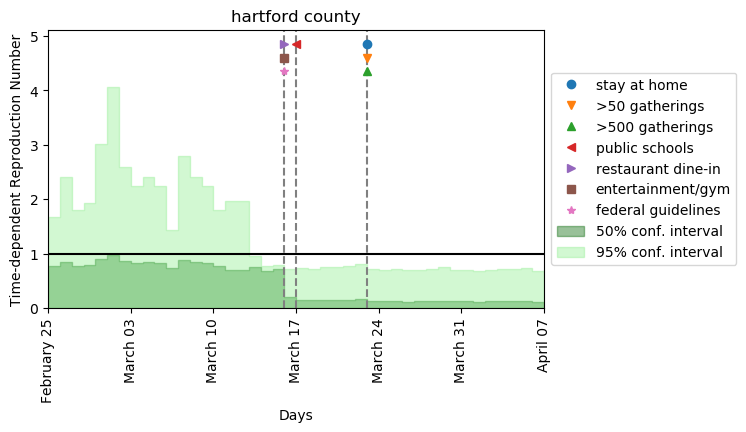 hartford county
Time-dependent Reproduction Number
5
4
3
2
1
0
February 25
March 03
March 10
March 17
March 24
March 31
April 07
Days
stay at home
>50 gatherings
>500 gatherings
public schools
restaurant dine-in
entertainment/gym
federal guidelines
50% conf. interval
95% conf. interval